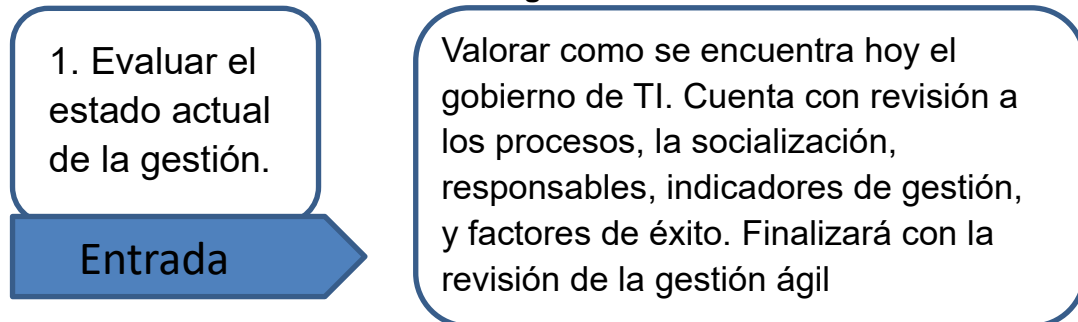 1. Evaluar el
estado actual
de la gestión.
Entrada
Valorar como se encuentra hoy el
gobierno de TI. Cuenta con revisión a
los procesos, la socialización,
responsables, indicadores de gestión,
y factores de éxito. Finalizará con la
revisión de la gestión ágil